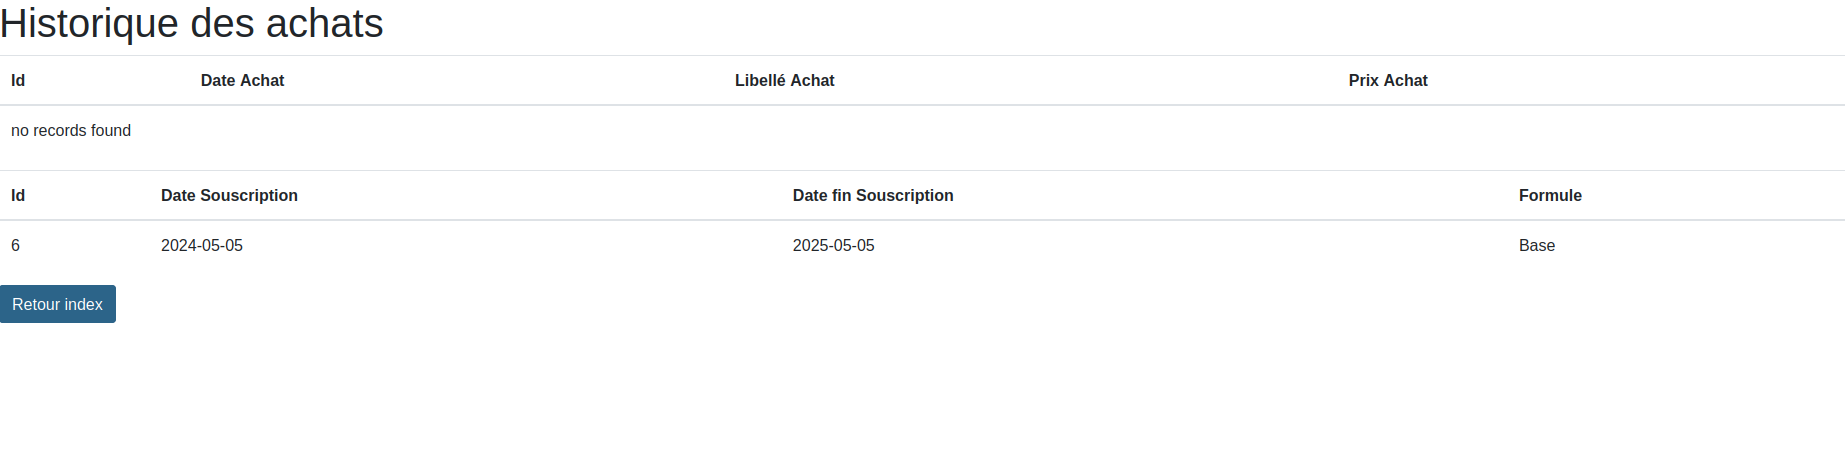 Historique des achats
Id Date Achat Libellé Achat Prix Achat
no records found
Id Date Souscription Date fin Souscription Formule
6 2024-05-05 2025-05-05 Base
Retour index